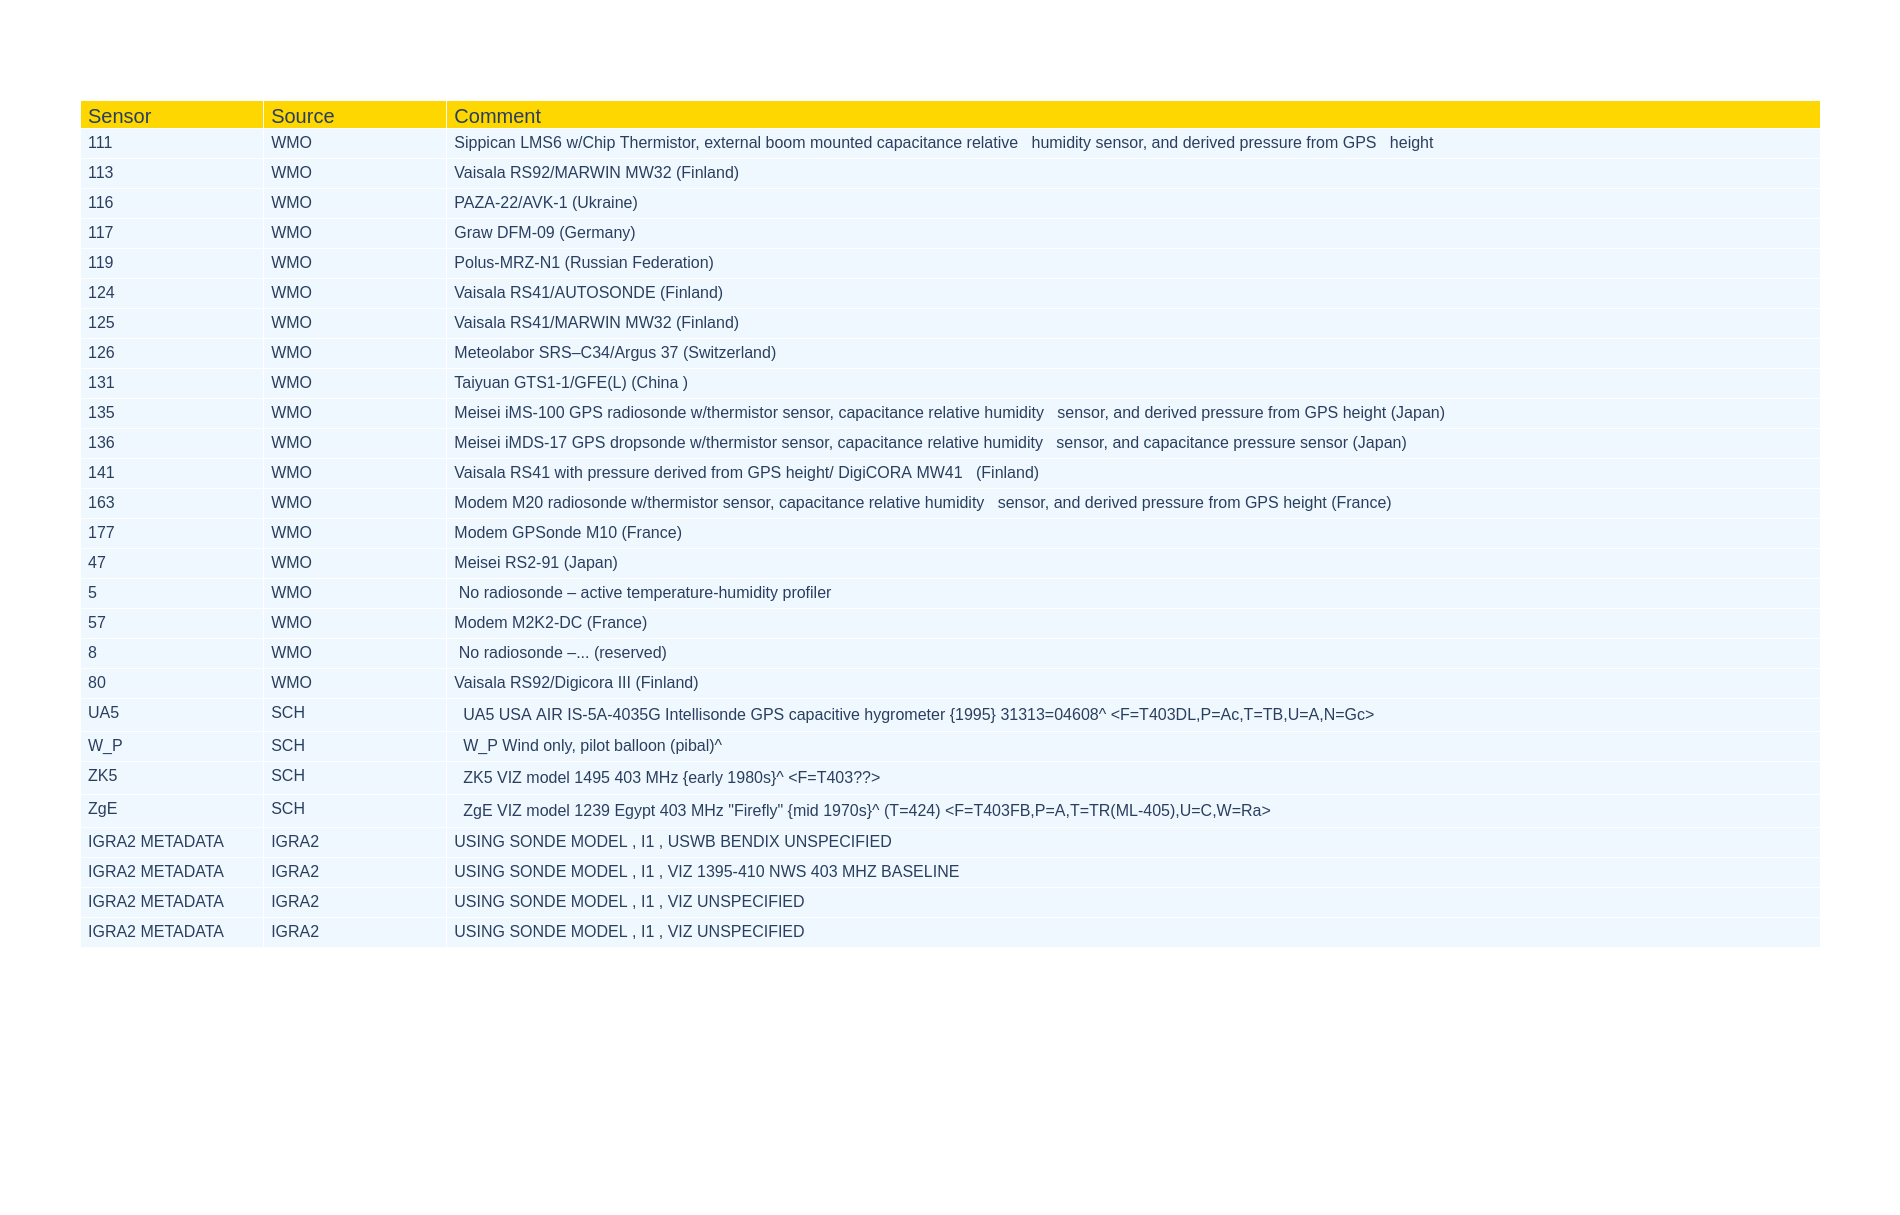 Sensor Source Comment
111 WMO Sippican LMS6 w/Chip Thermistor, external boom mounted capacitance relative   humidity sensor, and derived pressure from GPS   height
113 WMO Vaisala RS92/MARWIN MW32 (Finland)
116 WMO PAZA-22/AVK-1 (Ukraine)
117 WMO Graw DFM-09 (Germany)
119 WMO Polus-MRZ-N1 (Russian Federation)
124 WMO Vaisala RS41/AUTOSONDE (Finland)
125 WMO Vaisala RS41/MARWIN MW32 (Finland)
126 WMO Meteolabor SRS–C34/Argus 37 (Switzerland)
131 WMO Taiyuan GTS1-1/GFE(L) (China )
135 WMO Meisei iMS-100 GPS radiosonde w/thermistor sensor, capacitance relative humidity   sensor, and derived pressure from GPS height (Japan)
136 WMO Meisei iMDS-17 GPS dropsonde w/thermistor sensor, capacitance relative humidity   sensor, and capacitance pressure sensor (Japan)
141 WMO Vaisala RS41 with pressure derived from GPS height/ DigiCORA MW41   (Finland)
163 WMO Modem M20 radiosonde w/thermistor sensor, capacitance relative humidity   sensor, and derived pressure from GPS height (France)
177 WMO Modem GPSonde M10 (France)
47 WMO Meisei RS2-91 (Japan)
5 WMO No radiosonde – active temperature-humidity profiler
57 WMO Modem M2K2-DC (France)
8 WMO No radiosonde –... (reserved)
80 WMO Vaisala RS92/Digicora III (Finland)
UA5 SCH UA5 USA AIR IS-5A-4035G Intellisonde GPS capacitive hygrometer {1995} 31313=04608^ <F=T403DL,P=Ac,T=TB,U=A,N=Gc>
W_P SCH W_P Wind only, pilot balloon (pibal)^
ZK5 SCH ZK5 VIZ model 1495 403 MHz {early 1980s}^ <F=T403??>
ZgE SCH ZgE VIZ model 1239 Egypt 403 MHz "Firefly" {mid 1970s}^ (T=424) <F=T403FB,P=A,T=TR(ML-405),U=C,W=Ra>
IGRA2 METADATA IGRA2 USING SONDE MODEL , I1 , USWB BENDIX UNSPECIFIED
IGRA2 METADATA IGRA2 USING SONDE MODEL , I1 , VIZ 1395-410 NWS 403 MHZ BASELINE
IGRA2 METADATA IGRA2 USING SONDE MODEL , I1 , VIZ UNSPECIFIED
IGRA2 METADATA IGRA2 USING SONDE MODEL , I1 , VIZ UNSPECIFIED